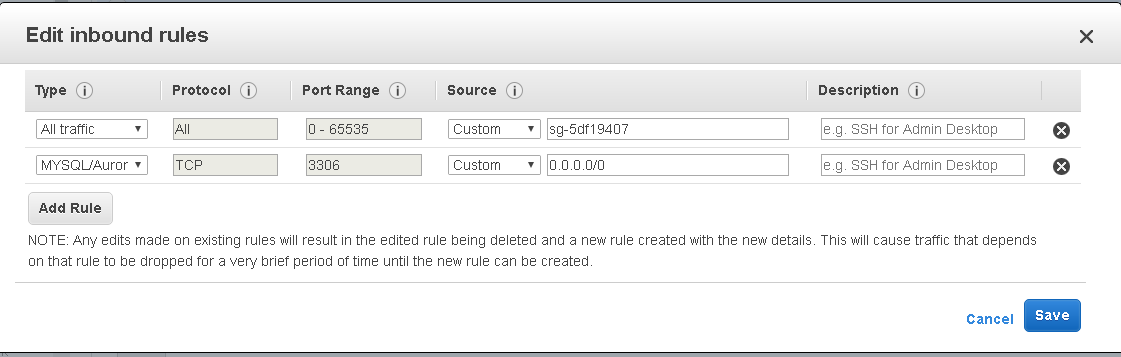 Edit inbound rules
Type Protocol Port Range Source Description
All traffic All 0 - 65535 Custom sg-5df19407 e.g. SSH for Admin Desktop
MYSQL/Auror TCP 3306 Custom 0.0.0.0/0 e.g. SSH for Admin Desktop
Add Rule
NOTE: Any edits made on existing rules will result in the edited rule being deleted and a new rule created with the new details. This will cause traffic that depends
on that rule to be dropped for a very brief period of time until the new rule can be created.
Cancel Save